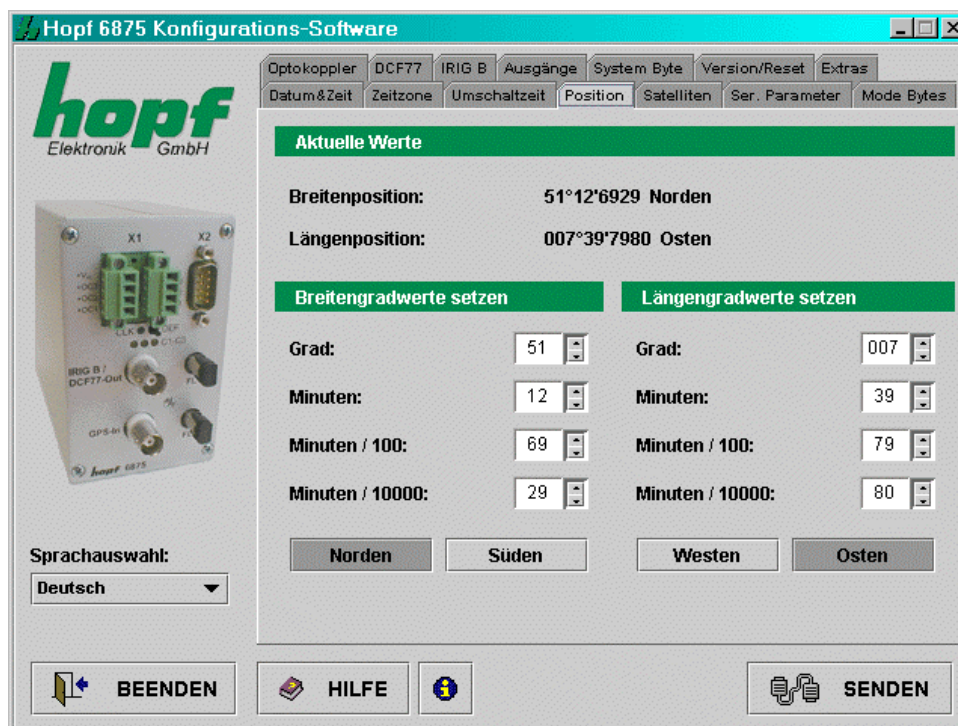 Hopf 6875 Konfigurations-Software
hopf
Elektronik GmbH
Optokoppler DCF77 IRIG B Ausgänge System Byte Version/Reset Extras
Datum&Zeit Zeitzone Umschaltzeit Position Satelliten Ser. Parameter Mode Bytes
Aktuelle Werte
Breitenposition: 51°12'6929 Norden
Längenposition: 007°39'7980 Osten
Breitengradwerte setzen
Grad: 51
Minuten: 12
Minuten / 100: 69
Minuten / 10000: 29
Norden Süden
Längengradwerte setzen
Grad: 007
Minuten: 39
Minuten / 100: 79
Minuten / 10000: 80
Westen Osten
X1 X2
CLK
C1-C3
IRIG B /
DCF77-Out
GPS-In
hopf 6875
Sprachauswahl:
Deutsch
BEENDEN HILFE SENDEN